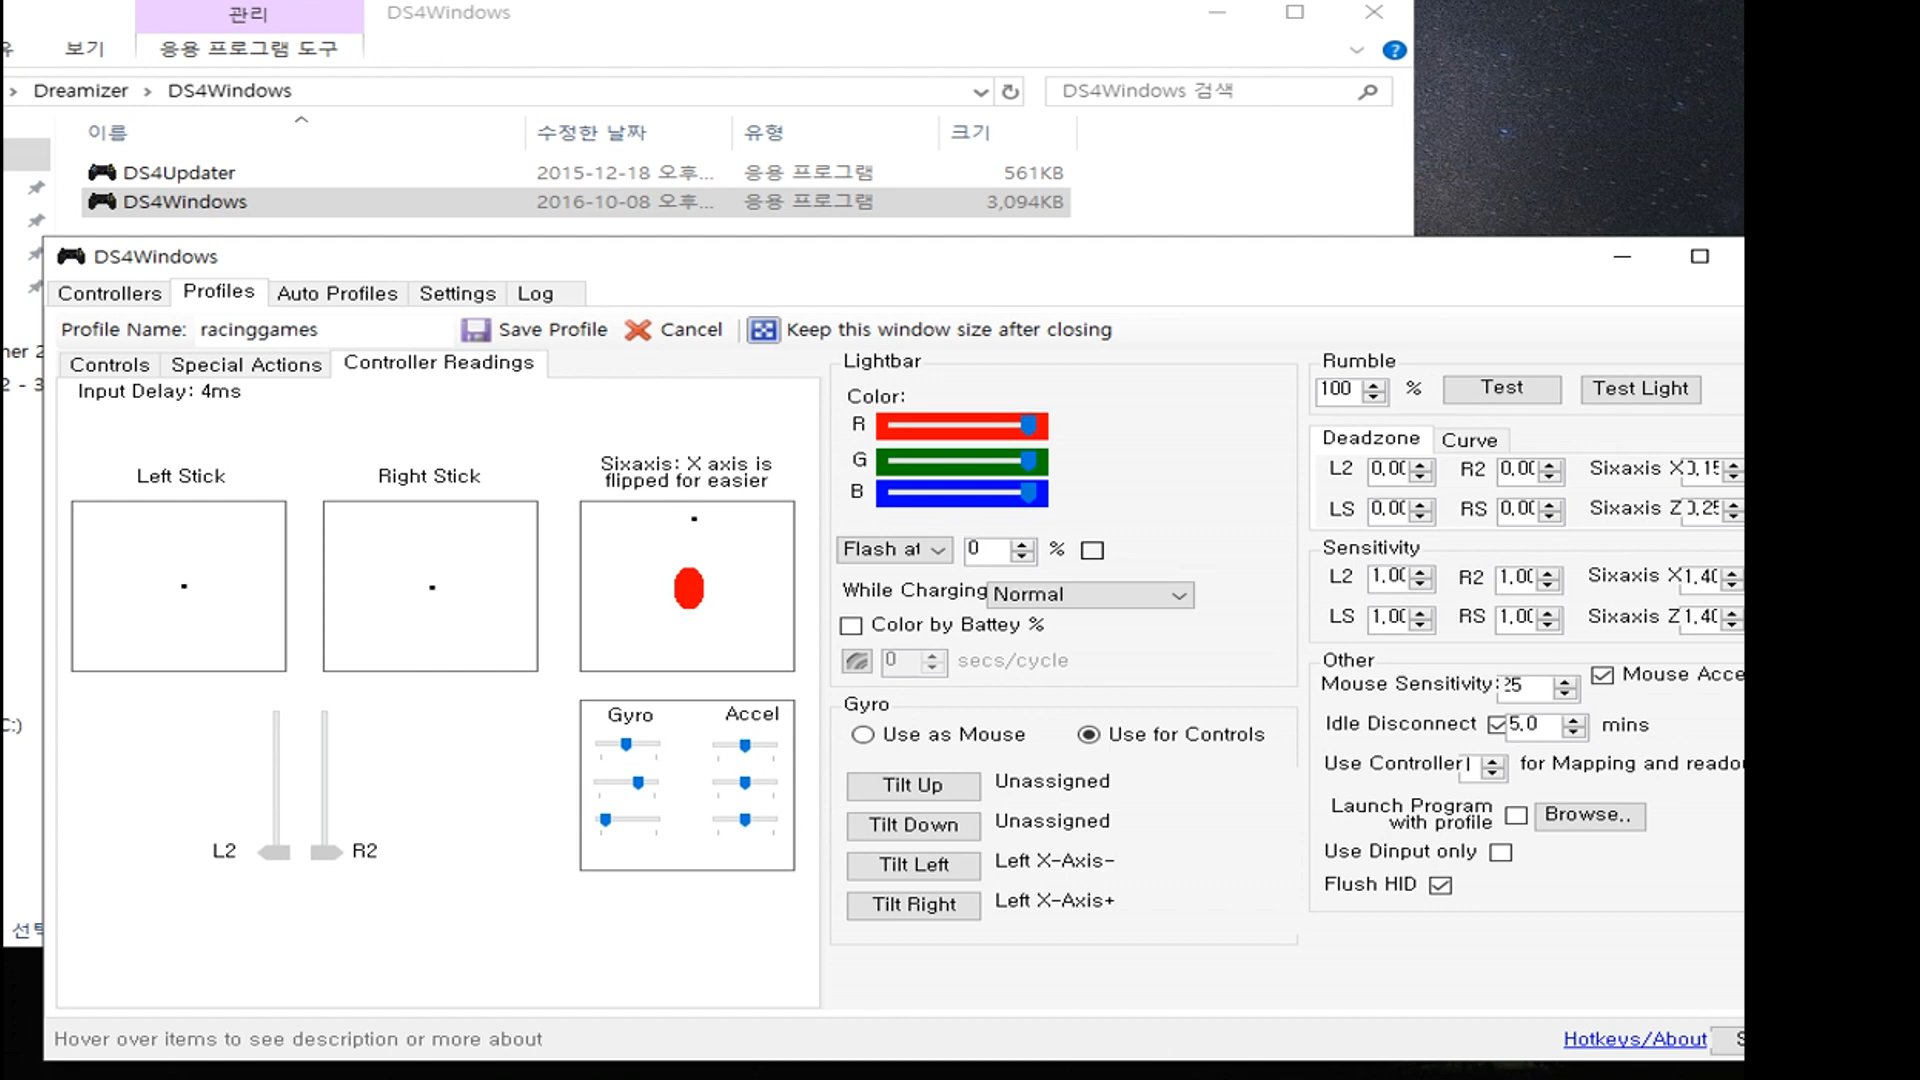 관리
DS4Windows
보기
응용 프로그램 도구
Dreamizer
DS4Windows
DS4Windows 검색
이름
수정한 날짜
유형
크기
DS4Updater
2015-12-18 오후...
응용 프로그램
561KB
DS4Windows
2016-10-08 오후...
응용 프로그램
3,094KB
DS4Windows
Controllers
Profiles
Auto Profiles
Settings
Log
Profile Name: racinggames
Save Profile
Cancel
Keep this window size after closing
Controls
Special Actions
Controller Readings
Input Delay: 4ms
Left Stick
Right Stick
Sixaxis: X axis is
flipped for easier
Gyro
Accel
L2
R2
Lightbar
Color:
R
G
B
Flash at
0
%
While Charging
Normal
Color by Battey %
0
secs/cycle
Gyro
Use as Mouse
Use for Controls
Tilt Up
Unassigned
Tilt Down
Unassigned
Tilt Left
Left X-Axis-
Tilt Right
Left X-Axis+
Rumble
100
%
Test
Test Light
Deadzone
Curve
L2
R2
Sixaxis X
LS
RS
Sixaxis Z
Sensitivity
L2
R2
Sixaxis X
LS
RS
Sixaxis Z
Other
Mouse Sensitivity:
Mouse Acce
Idle Disconnect
5,0
mins
Use Controller
for Mapping and reado
Launch Program
with profile
Browse..
Use Dinput only
Flush HID
Hover over items to see description or more about
Hotkeys/About